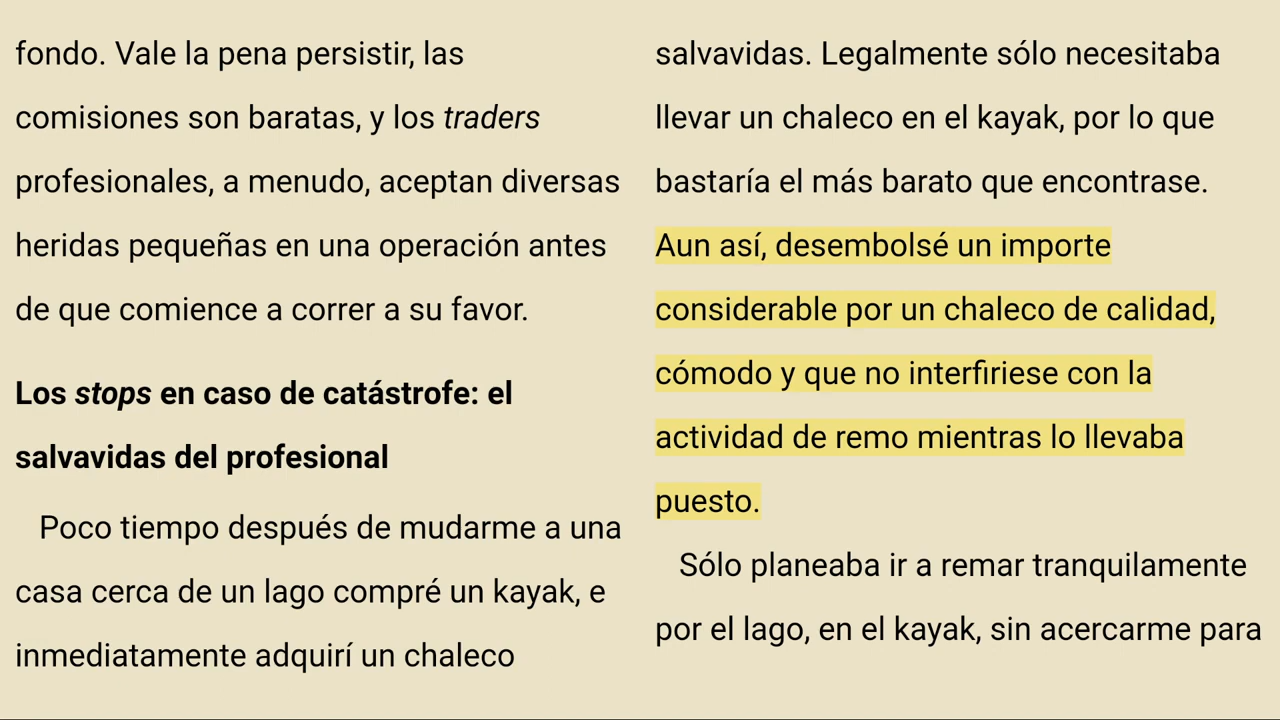 fondo. Vale la pena persistir, las
comisiones son baratas, y los traders
profesionales, a menudo, aceptan diversas
heridas pequeñas en una operación antes
de que comience a correr a su favor.
Los stops en caso de catástrofe: el
salvavidas del profesional
Poco tiempo después de mudarme a una
casa cerca de un lago compré un kayak, e
inmediatamente adquirí un chaleco
salvavidas. Legalmente sólo necesitaba
llevar un chaleco en el kayak, por lo que
bastaría el más barato que encontrase.
Aun así, desembolsé un importe
considerable por un chaleco de calidad,
cómodo y que no interfiriese con la
actividad de remo mientras lo llevaba
puesto.
Sólo planeaba ir a remar tranquilamente
por el lago, en el kayak, sin acercarme para